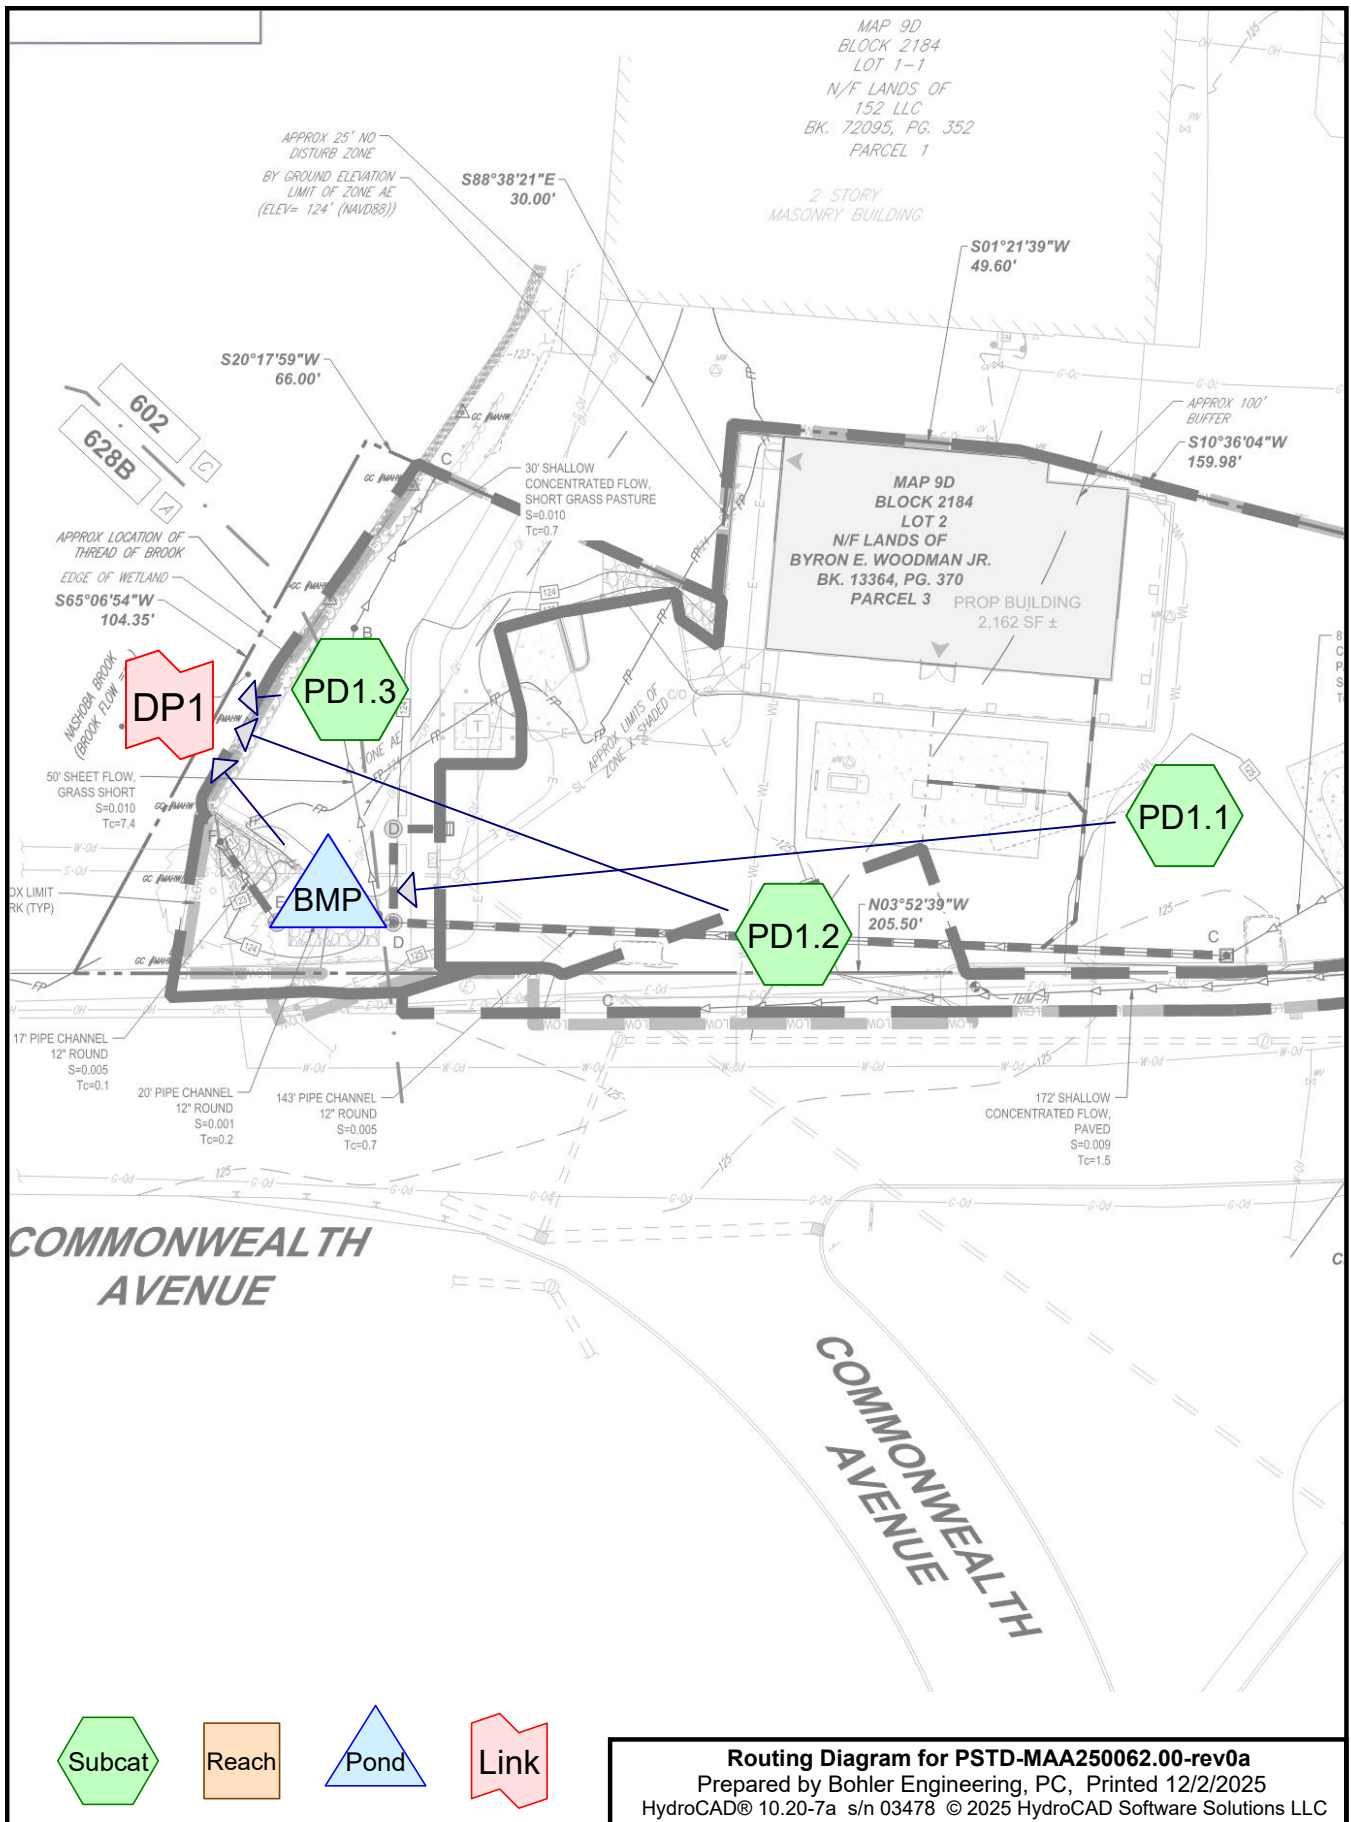 MAP 9D
BLOCK 2184
LOT 1-1
N/F LANDS OF
152 LLC
BK. 72095, PG. 352
PARCEL 1
2 STORY
MASONRY BUILDING
APPROX 25' NO
DISTURB ZONE
BY GROUND ELEVATION
LIMIT OF ZONE AE
(ELEV= 124' (NAVD88))
S88°38'21"E
30.00'
S01°21'39"W
49.60'
S20°17'59"W
66.00'
602
628B
C
A
APPROX 100'
BUFFER
S10°36'04"W
159.98'
30' SHALLOW
CONCENTRATED FLOW,
SHORT GRASS PASTURE
S=0.010
Tc=0.7
MAP 9D
BLOCK 2184
LOT 2
N/F LANDS OF
BYRON E. WOODMAN JR.
BK. 13364, PG. 370
PARCEL 3
PROP BUILDING
2,162 SF ±
APPROX LOCATION OF
THREAD OF BROOK
EDGE OF WETLAND
S65°06'54"W
104.35'
NASHOBA BROOK
(BROOK FLOW
DP1
PD1.3
B
ZONE AE
APPROX LIMITS OF
ZONE X SHADED
50' SHEET FLOW,
GRASS SHORT
S=0.010
Tc=7.4
PD1.1
BMP
PD1.2
D
D
E
C
N03°52'39"W
205.50'
TBM-A
17' PIPE CHANNEL
12" ROUND
S=0.005
Tc=0.1
20' PIPE CHANNEL
12" ROUND
S=0.001
Tc=0.2
143' PIPE CHANNEL
12" ROUND
S=0.005
Tc=0.7
172' SHALLOW
CONCENTRATED FLOW,
PAVED
S=0.009
Tc=1.5
COMMONWEALTH
AVENUE
COMMONWEALTH
AVENUE
Subcat
Reach
Pond
Link
Routing Diagram for PSTD-MAA250062.00-rev0a
Prepared by Bohler Engineering, PC, Printed 12/2/2025
HydroCAD® 10.20-7a s/n 03478 © 2025 HydroCAD Software Solutions LLC